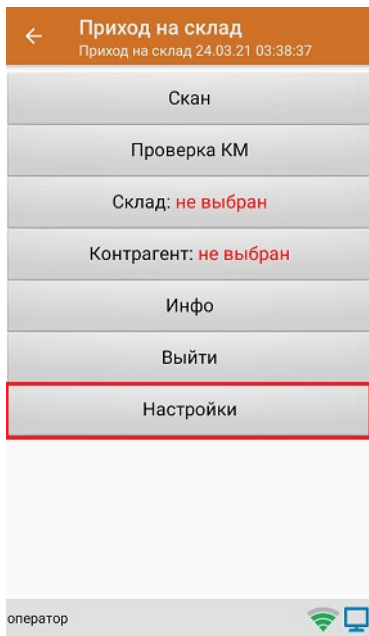 Приход на склад
Приход на склад 24.03.21 03:38:37
Скан
Проверка КМ
Склад: не выбран
Контрагент: не выбран
Инфо
Выйти
Настройки
оператор